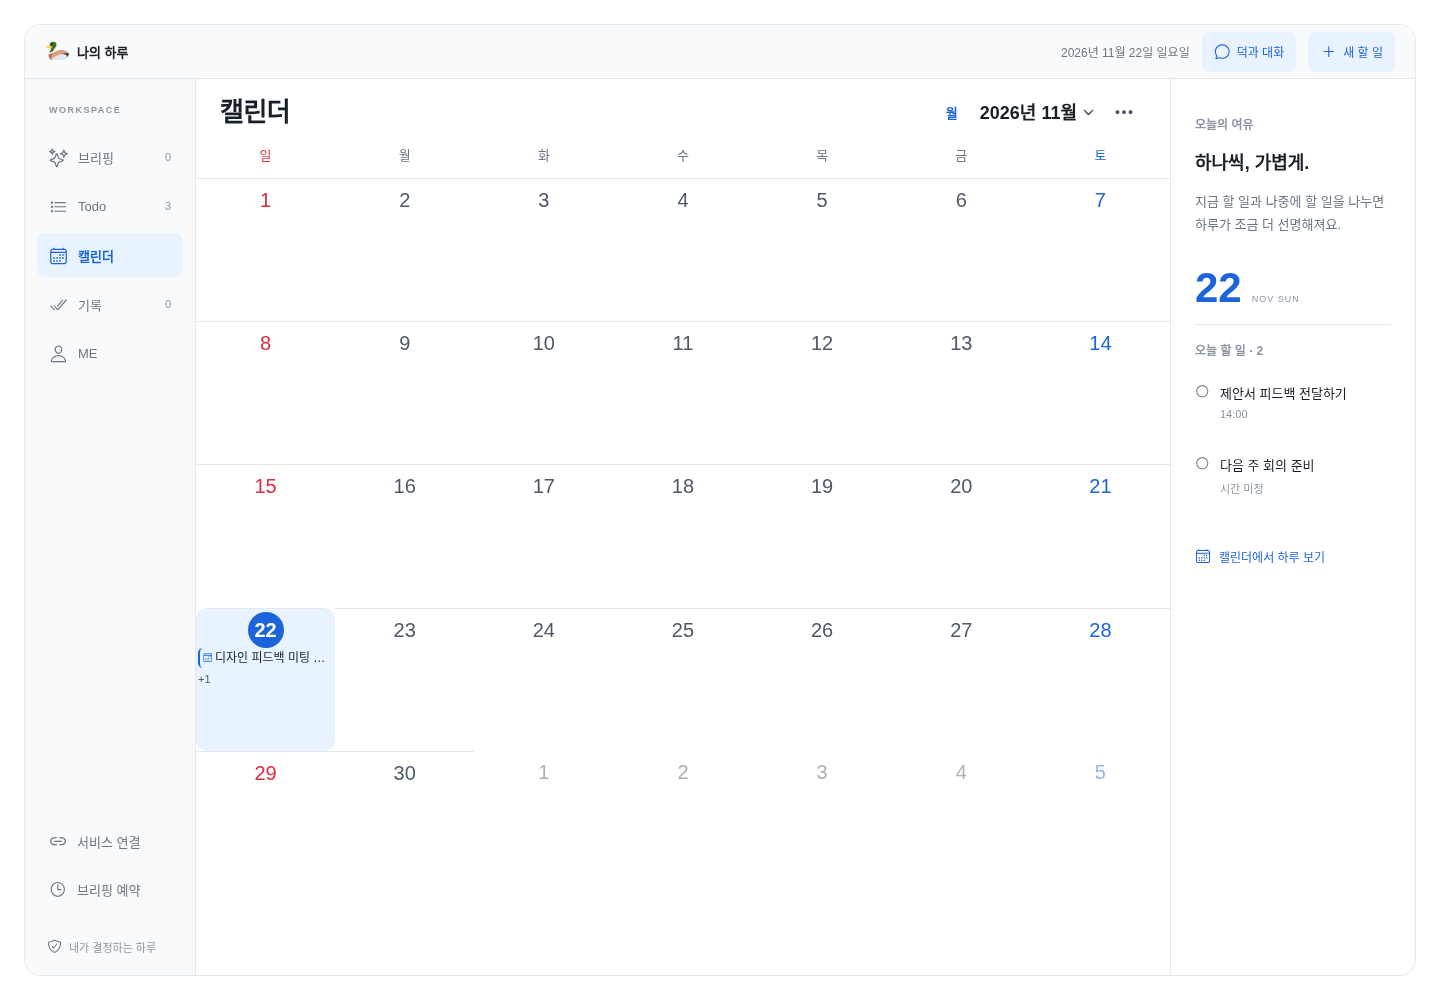 나의 하루
2026년 11월 22일 일요일
덕과 대화
새 할 일
WORKSPACE
브리핑 0
Todo 3
캘린더
기록 0
ME
서비스 연결
브리핑 예약
내가 결정하는 하루
캘린더
월 2026년 11월
일 월 화 수 목 금 토
1 2 3 4 5 6 7
8 9 10 11 12 13 14
15 16 17 18 19 20 21
22 23 24 25 26 27 28
디자인 피드백 미팅 ...
+1
29 30 1 2 3 4 5
오늘의 여유
하나씩, 가볍게.
지금 할 일과 나중에 할 일을 나누면
하루가 조금 더 선명해져요.
22 NOV SUN
오늘 할 일 · 2
제안서 피드백 전달하기
14:00
다음 주 회의 준비
시간 미정
캘린더에서 하루 보기